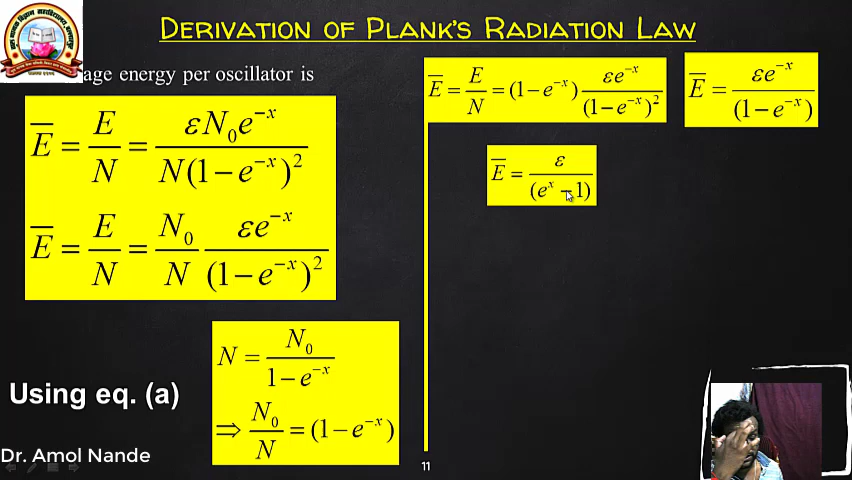 DERIVATION OF PLANK'S RADIATION LAW
age energy per oscillator is
E̅ = E/N = εN₀e⁻ˣ / N(1 − e⁻ˣ)²
E̅ = E/N = N₀/N εe⁻ˣ / (1 − e⁻ˣ)²
Using eq. (a)
N = N₀ / 1 − e⁻ˣ
⇒ N₀/N = (1 − e⁻ˣ)
E̅ = E/N = (1 − e⁻ˣ) εe⁻ˣ / (1 − e⁻ˣ)²
E̅ = εe⁻ˣ / (1 − e⁻ˣ)
E̅ = ε / (eˣ − 1)
Dr. Amol Nande
11